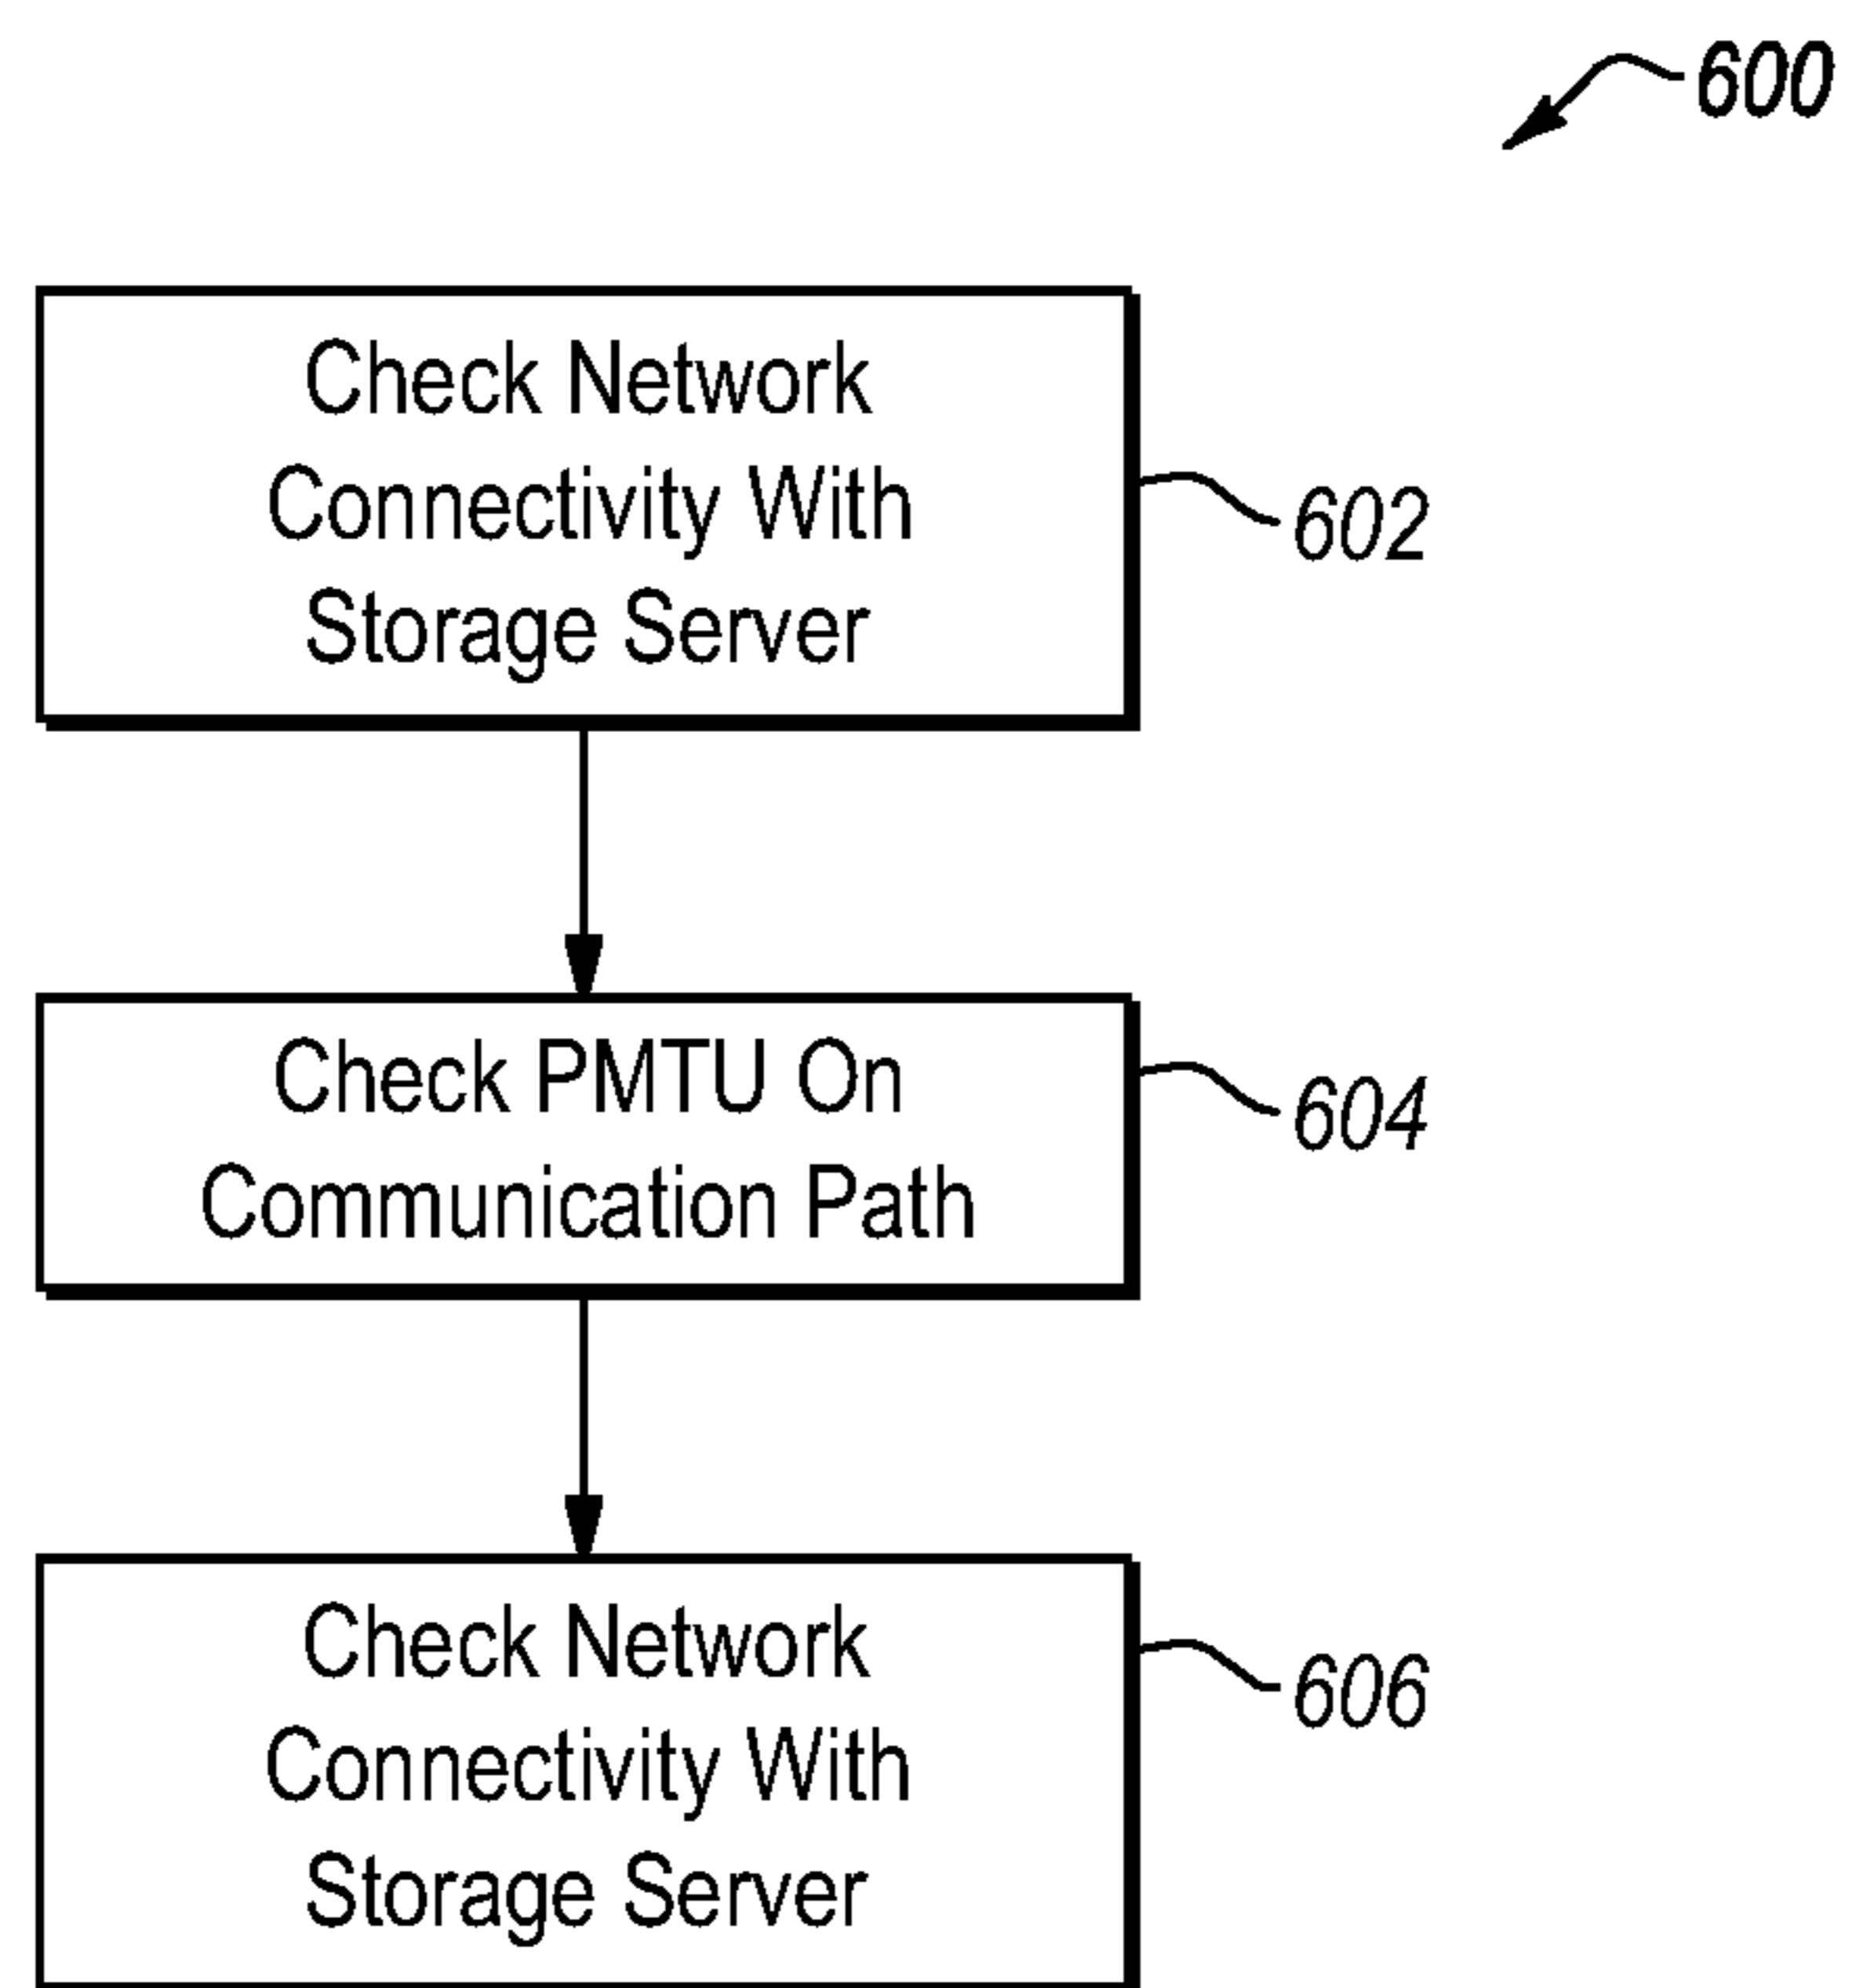 600
Check Network
Connectivity With
Storage Server
602
Check PMTU On
Communication Path
604
Check Network
Connectivity With
Storage Server
606